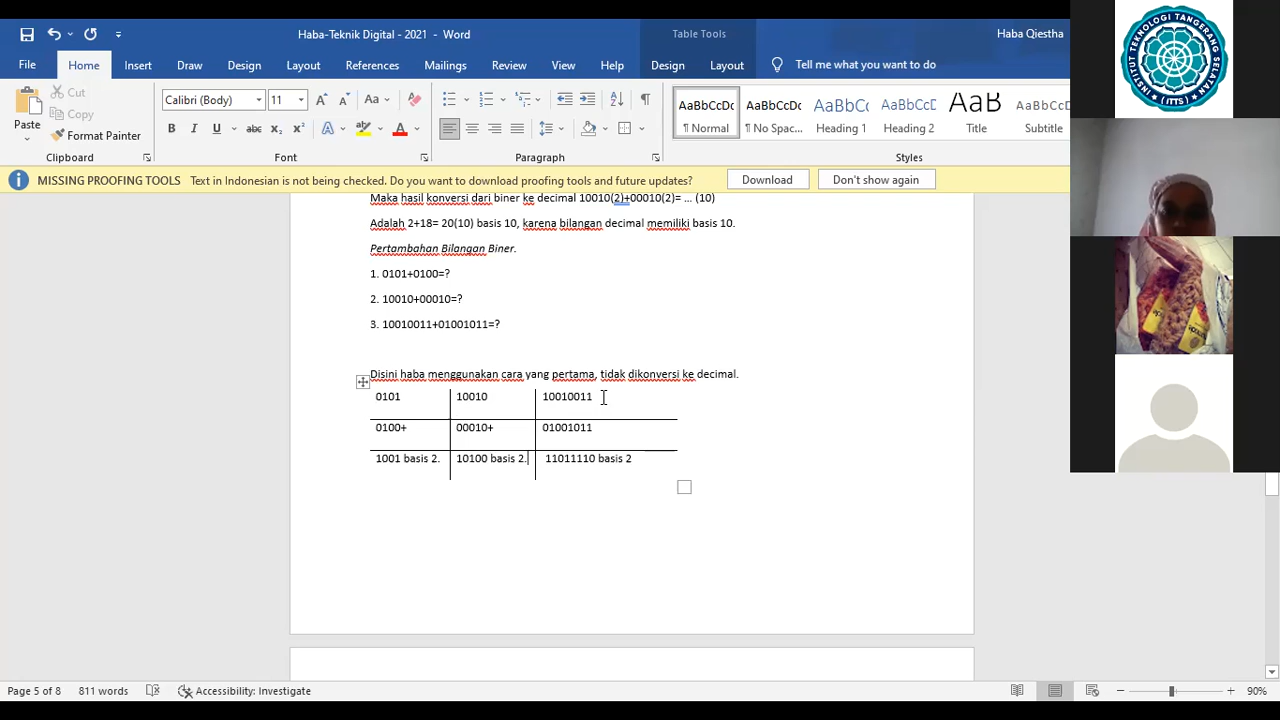 Haba-Teknik Digital - 2021 - Word
Table Tools
Haba Qiestha
File Home Insert Draw Design Layout References Mailings Review View Help Design Layout Tell me what you want to do
Paste
Cut
Copy
Format Painter
Calibri (Body) 11
AaBbCcDc AaBbCcDc AaBbCc AaBbCcD AaB AaBbCcD
¶ Normal ¶ No Spac... Heading 1 Heading 2 Title Subtitle
Clipboard Font Paragraph Styles
MISSING PROOFING TOOLS Text in Indonesian is not being checked. Do you want to download proofing tools and future updates? Download Don't show again
Maka hasil konversi dari biner ke decimal 10010(2)+00010(2)= ... (10)
Adalah 2+18= 20(10) basis 10, karena bilangan decimal memiliki basis 10.
Pertambahan Bilangan Biner.
1. 0101+0100=?
2. 10010+00010=?
3. 10010011+01001011=?
Disini haba menggunakan cara yang pertama, tidak dikonversi ke decimal.
0101 10010 10010011
0100+ 00010+ 01001011
1001 basis 2. 10100 basis 2. 11011110 basis 2
Page 5 of 8 811 words Accessibility: Investigate 90%
INSTITUT TEKNOLOGI TANGERANG SELATAN
(ITTS)